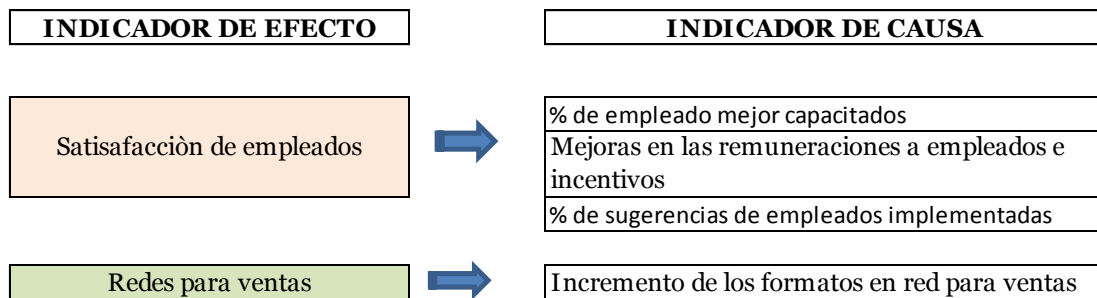 INDICADOR DE EFECTO
INDICADOR DE CAUSA
Satisafacciòn de empleados
% de empleado mejor capacitados
Mejoras en las remuneraciones a empleados e
incentivos
% de sugerencias de empleados implementadas
Redes para ventas
Incremento de los formatos en red para ventas